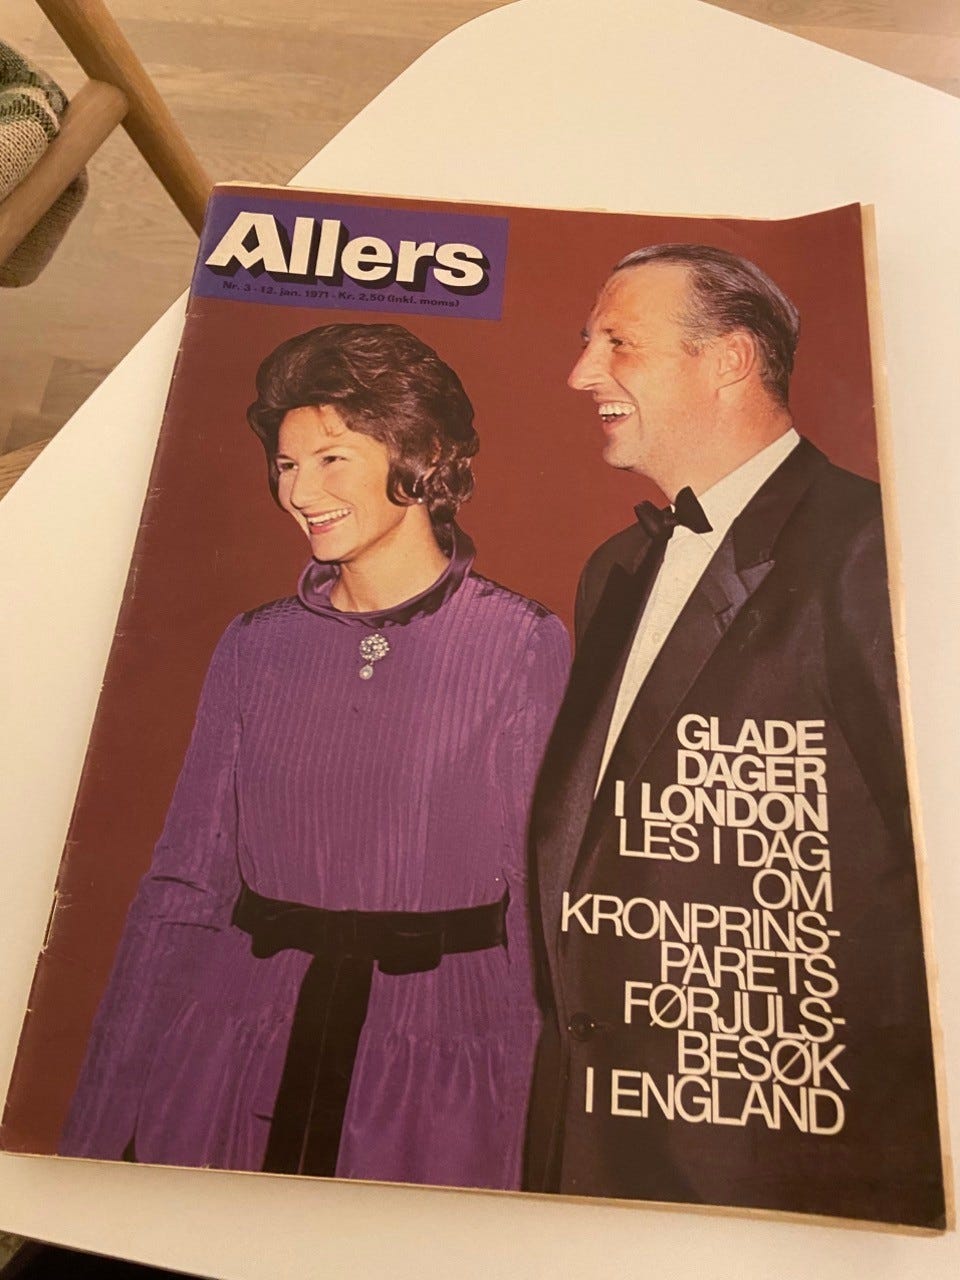 Allers
Nr. 3 - 12. jan. 1971 - Kr. 2,50 (inkl. moms)
GLADE
DAGER
I LONDON
LES I DAG
OM
KRONPRINS-
PARETS
FØRJULS-
BESØK
I ENGLAND